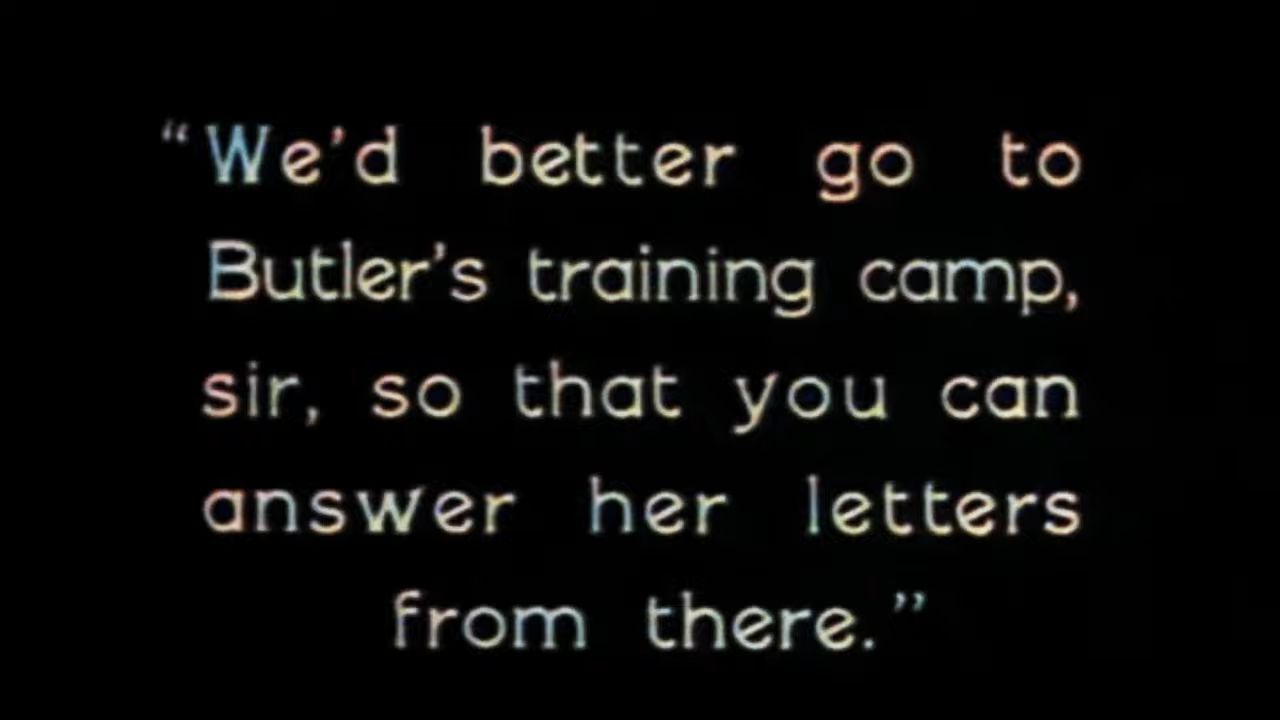 “We’d better go to
Butler’s training camp,
sir, so that you can
answer her letters
from there.”